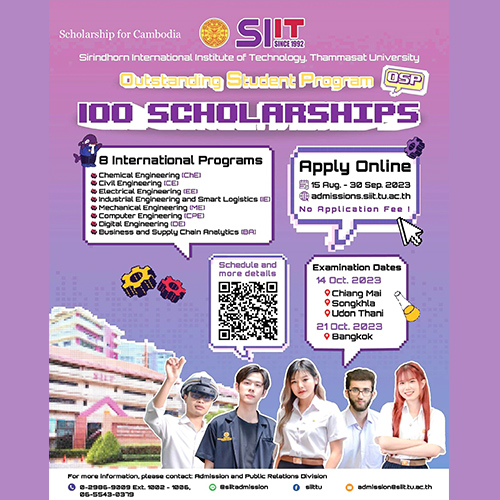 Scholarship for Cambodia
SIIT
SINCE 1992
Sirindhorn International Institute of Technology, Thammasat University
Outstanding Student Program
OSP
100 SCHOLARSHIPS
8 International Programs
Chemical Engineering (ChE)
Civil Engineering (CE)
Electrical Engineering (EE)
Industrial Engineering and Smart Logistics (IE)
Mechanical Engineering (ME)
Computer Engineering (CPE)
Digital Engineering (DE)
Business and Supply Chain Analytics (BA)
Apply Online
15 Aug. - 30 Sep. 2023
admissions.siit.tu.ac.th
No Application Fee !
Schedule and
more details
Examination Dates
14 Oct. 2023
Chiang Mai
Songkhla
Udon Thani
21 Oct. 2023
Bangkok
For more information, please contact: Admission and Public Relations Division
0-2986-9009 Ext. 1002 - 1006,
06-5543-0379
@siitadmission
siittu
admission@siit.tu.ac.th